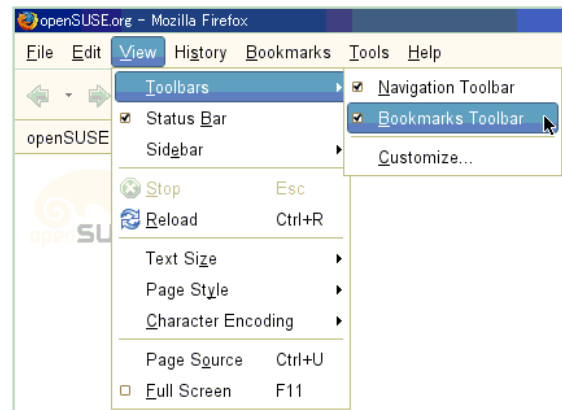 openSUSE.org – Mozilla Firefox
File Edit View History Bookmarks Tools Help
Toolbars
Navigation Toolbar
Status Bar
Bookmarks Toolbar
openSUSE
Sidebar
Customize...
Stop Esc
Reload Ctrl+R
openSU
Text Size
Page Style
Character Encoding
Page Source Ctrl+U
Full Screen F11